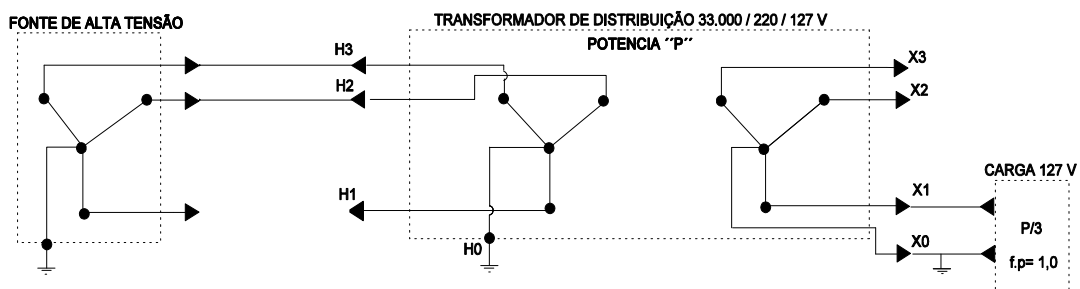 FONTE DE ALTA TENSÃO
TRANSFORMADOR DE DISTRIBUIÇÃO 33.000 / 220 / 127 V
POTENCIA ´´P´´
H3
H2
H1
H0
X3
X2
X1
X0
CARGA 127 V
P/3
f.p= 1,0